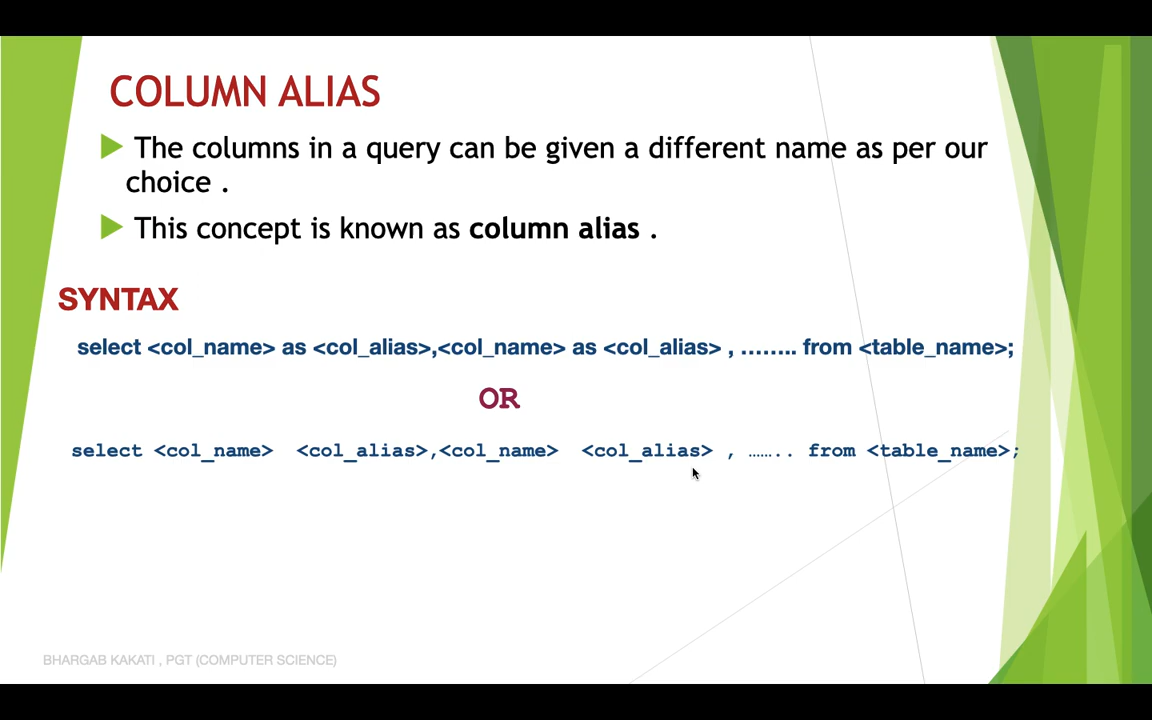 COLUMN ALIAS
The columns in a query can be given a different name as per our
choice .
This concept is known as column alias .
SYNTAX
select <col_name> as <col_alias>,<col_name> as <col_alias> , …….. from <table_name>;
OR
select <col_name>  <col_alias>,<col_name>  <col_alias> , …….. from <table_name>;
BHARGAB KAKATI , PGT (COMPUTER SCIENCE)